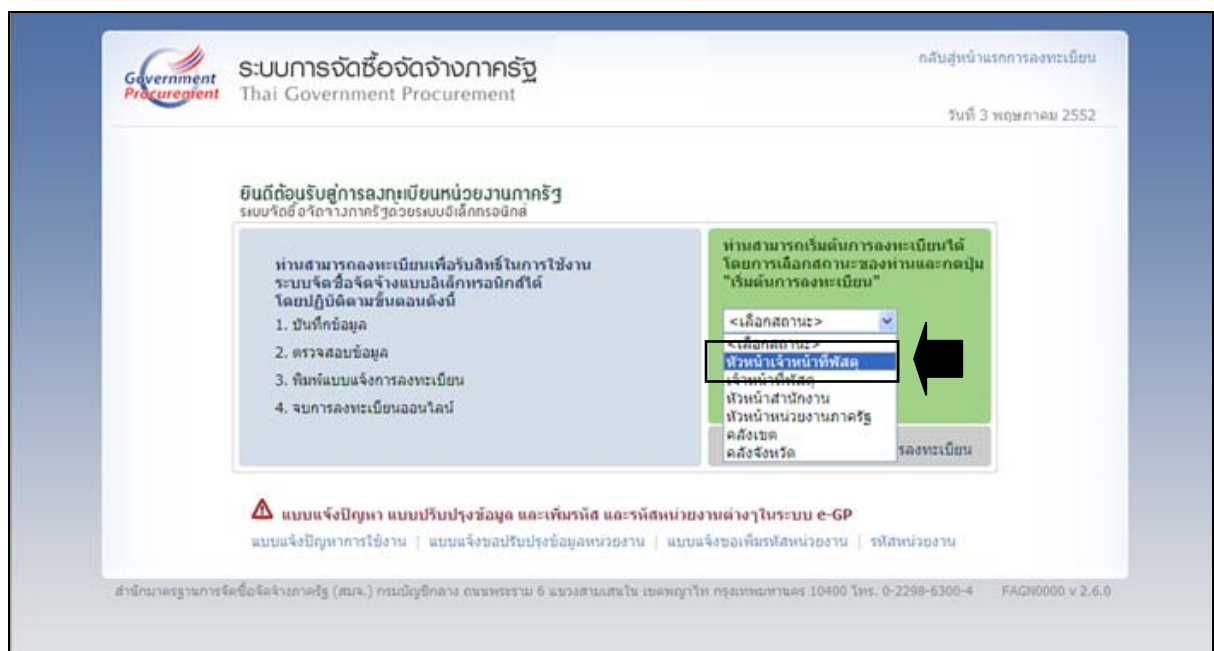 Government
Procurement
ระบบการจัดซื้อจัดจ้างภาครัฐ
Thai Government Procurement
กลับสู่หน้าแรกการลงทะเบียน
วันที่ 3 พฤษภาคม 2552
ยินดีต้อนรับสู่การลงทะเบียนหน่วยงานภาครัฐ
ระบบจัดซื้อจัดจ้างภาครัฐด้วยระบบอิเล็กทรอนิกส์
ท่านสามารถลงทะเบียนเพื่อรับสิทธิ์ในการใช้งาน
ระบบจัดซื้อจัดจ้างแบบอิเล็กทรอนิกส์ได้
โดยปฏิบัติตามขั้นตอนดังนี้
1. บันทึกข้อมูล
2. ตรวจสอบข้อมูล
3. พิมพ์แบบแจ้งการลงทะเบียน
4. จบการลงทะเบียนออนไลน์
ท่านสามารถเริ่มต้นการลงทะเบียนได้
โดยการเลือกสถานะของท่านและกดปุ่ม
"เริ่มต้นการลงทะเบียน"
<เลือกสถานะ>
<เลือกสถานะ>
หัวหน้าเจ้าหน้าที่พัสดุ
เจ้าหน้าที่พัสดุ
หัวหน้าสำนักงาน
หัวหน้าหน่วยงานภาครัฐ
คลังเขต
คลังจังหวัด
รลงทะเบียน
แบบแจ้งปัญหา แบบปรับปรุงข้อมูล และเพิ่มรหัส และรหัสหน่วยงานต่างๆในระบบ e-GP
แบบแจ้งปัญหาการใช้งาน | แบบแจ้งขอปรับปรุงข้อมูลหน่วยงาน | แบบแจ้งขอเพิ่มรหัสหน่วยงาน | รหัสหน่วยงาน
สำนักมาตรฐานการจัดซื้อจัดจ้างภาครัฐ (สมจ.) กรมบัญชีกลาง ถนนพระราม 6 แขวงสามเสนใน เขตพญาไท กรุงเทพมหานคร 10400 โทร. 0-2298-6300-4 FAGN0000 v 2.6.0